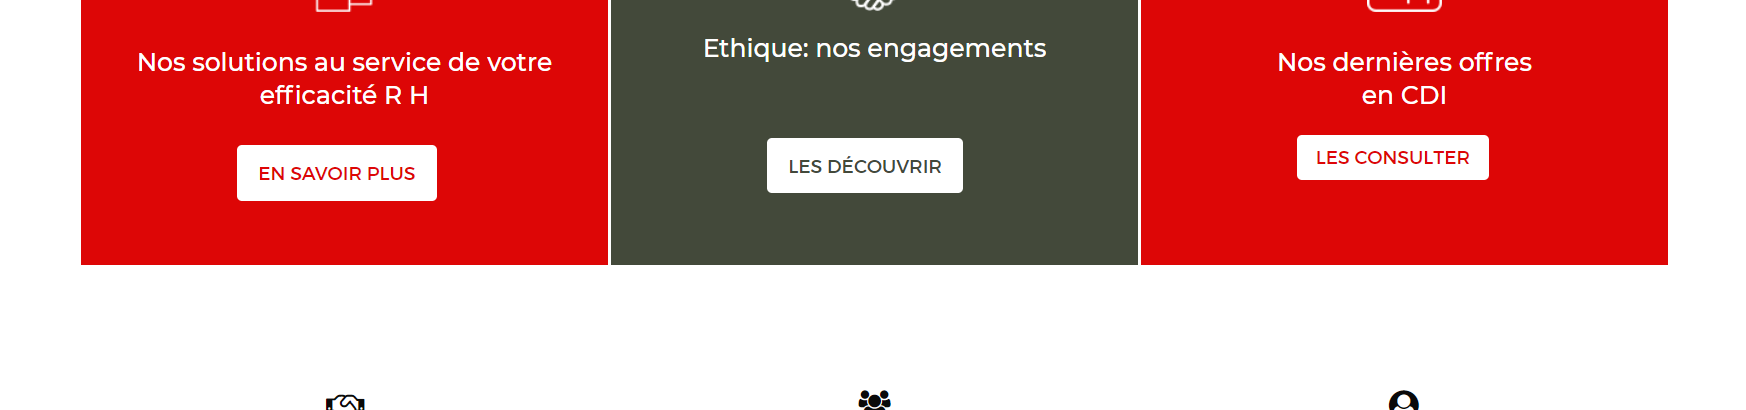 Nos solutions au service de votre
efficacité R H
EN SAVOIR PLUS
Ethique: nos engagements
LES DÉCOUVRIR
Nos dernières offres
en CDI
LES CONSULTER